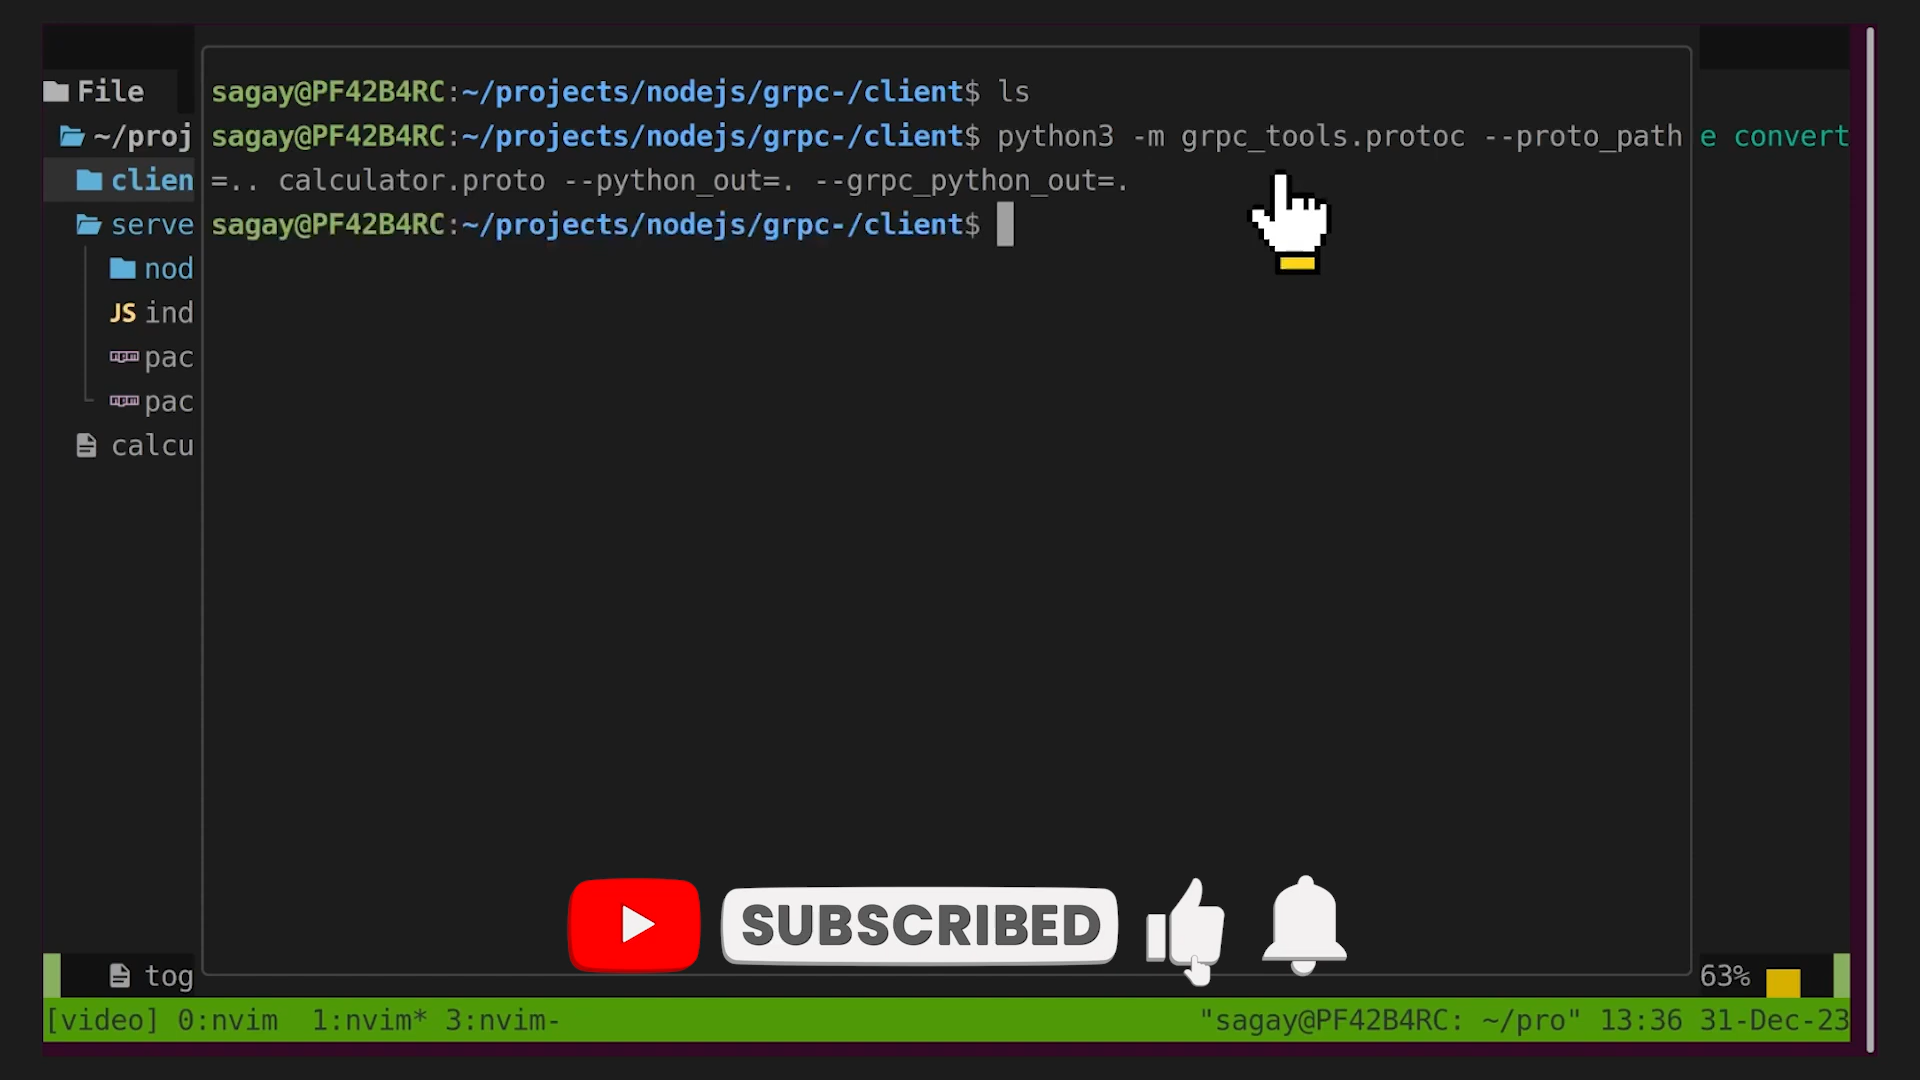 File
~/proj
clien
serve
nod
JS ind
npm pac
npm pac
calcu
sagay@PF42B4RC:~/projects/nodejs/grpc-/client$ ls
sagay@PF42B4RC:~/projects/nodejs/grpc-/client$ python3 -m grpc_tools.protoc --proto_path
=.. calculator.proto --python_out=. --grpc_python_out=.
sagay@PF42B4RC:~/projects/nodejs/grpc-/client$
e convert
SUBSCRIBED
tog
63%
[video] 0:nvim  1:nvim* 3:nvim-
"sagay@PF42B4RC: ~/pro" 13:36 31-Dec-23